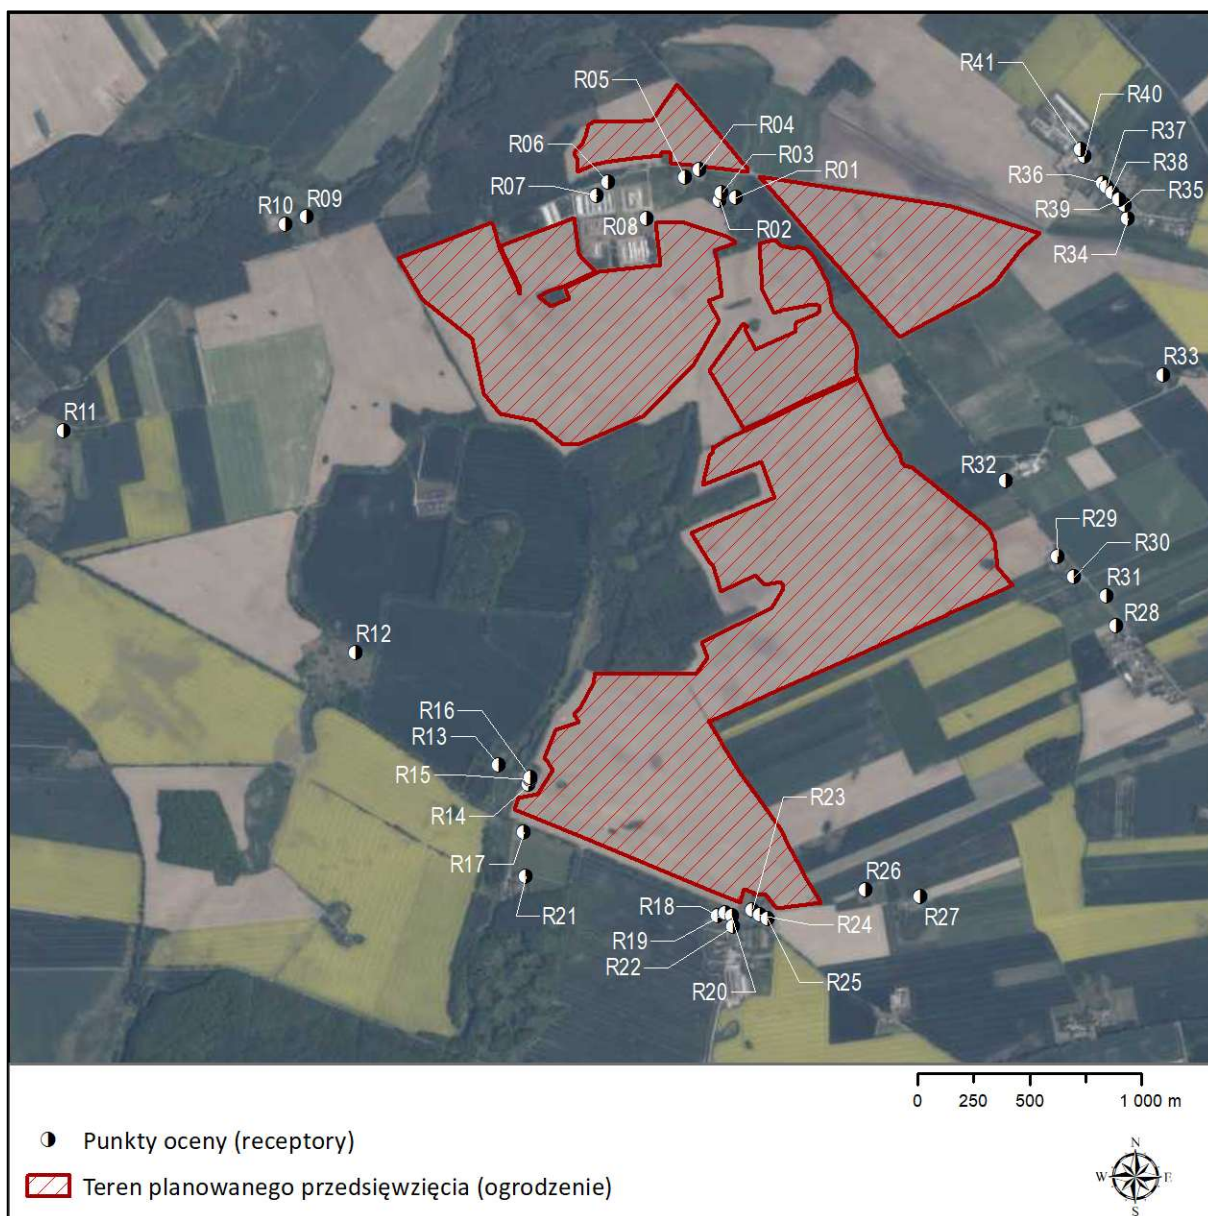 R41
R40
R05
R04
R37
R06
R03
R38
R36
R07
R01
R35
R39
R10
R09
R08
R02
R34
R33
R11
R32
R29
R30
R31
R28
R12
R16
R13
R15
R23
R14
R17
R26
R18
R27
R21
R19
R24
R22
R20
R25
0 250 500 1 000 m
Punkty oceny (receptory)
Teren planowanego przedsięwzięcia (ogrodzenie)
N
W E
S